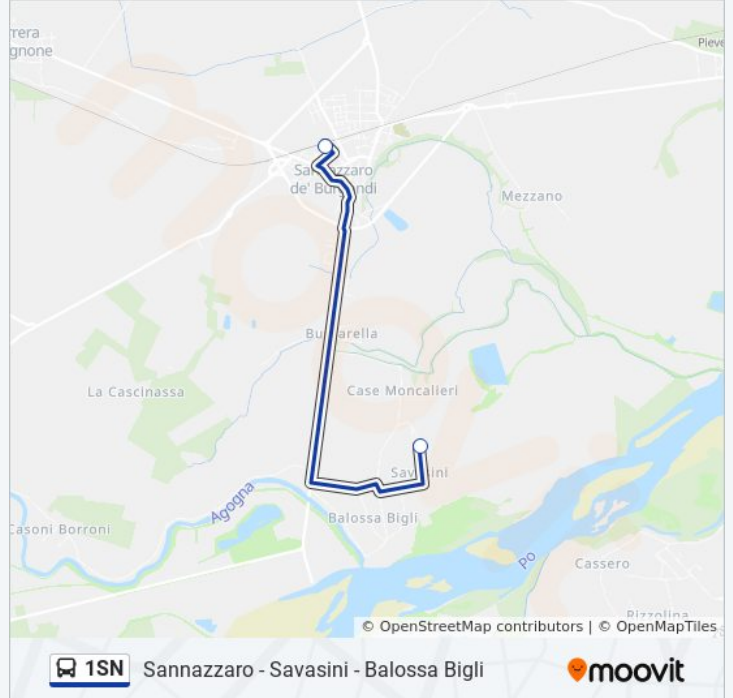 rrera
gnone
Pieve
Sannazzaro
de' Burgondi
Mezzano
Buscarella
La Cascinassa
Case Moncalieri
Savasini
Agogna
Balossa Bigli
Casoni Borroni
Po
Cassero
Rizzolina
© OpenStreetMap contributors | © OpenMapTiles
1SN Sannazzaro - Savasini - Balossa Bigli
moovit